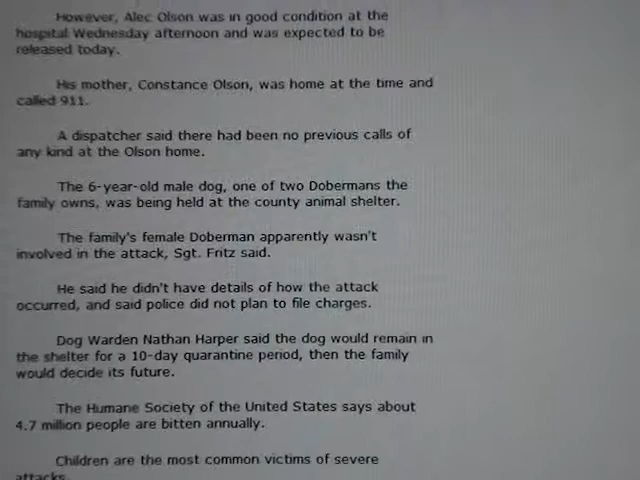 However, Alec Olson was in good condition at the
hospital Wednesday afternoon and was expected to be
released today.
His mother, Constance Olson, was home at the time and
called 911.
A dispatcher said there had been no previous calls of
any kind at the Olson home.
The 6-year-old male dog, one of two Dobermans the
family owns, was being held at the county animal shelter.
The family's female Doberman apparently wasn't
involved in the attack, Sgt. Fritz said.
He said he didn't have details of how the attack
occurred, and said police did not plan to file charges.
Dog Warden Nathan Harper said the dog would remain in
the shelter for a 10-day quarantine period, then the family
would decide its future.
The Humane Society of the United States says about
4.7 million people are bitten annually.
Children are the most common victims of severe
attacks.